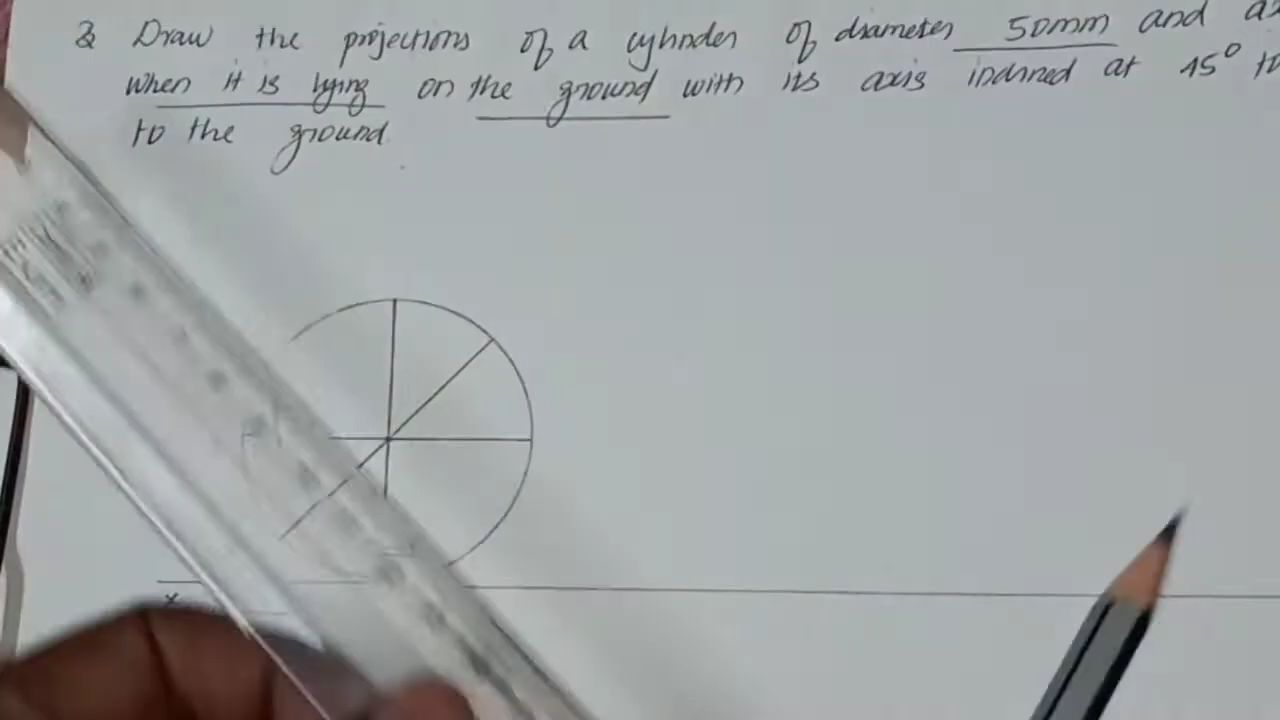 Q Draw the projections of a cylinder of diameter 50mm and
when it is lying on the ground with its axis inclined at 45°
to the ground.
x